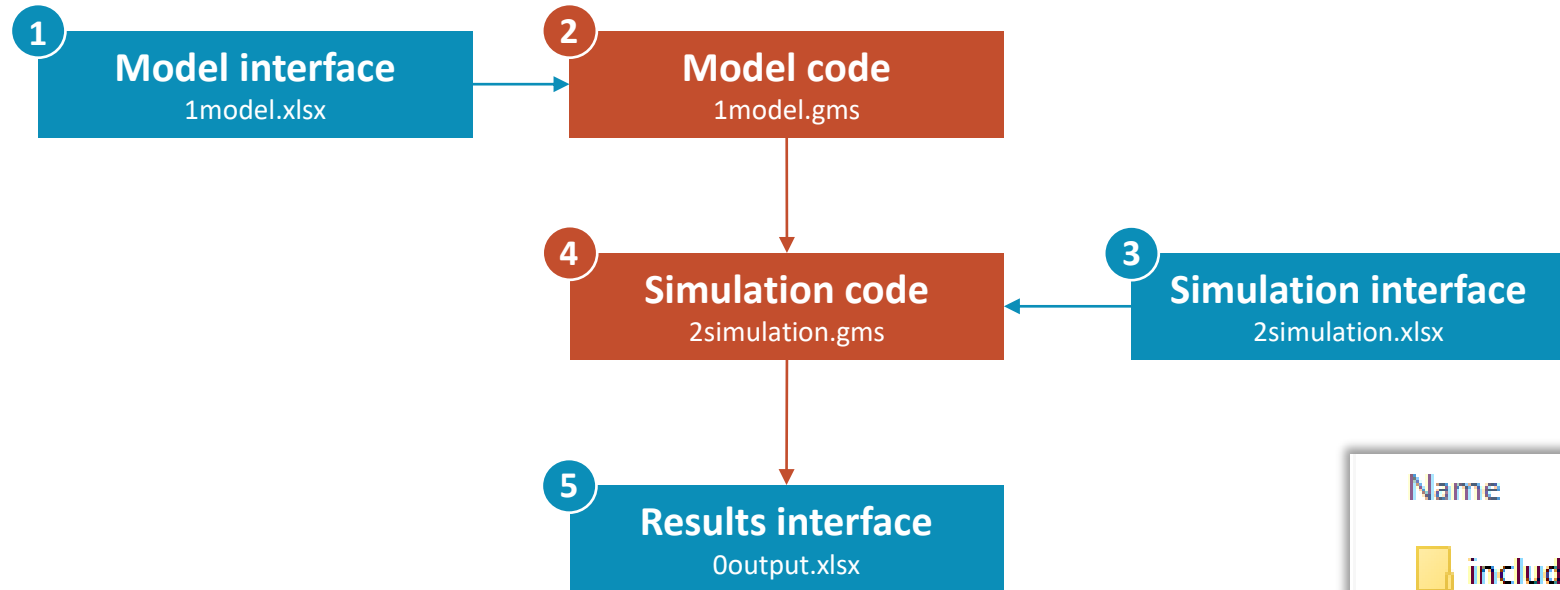 1
Model interface
1model.xlsx
2
Model code
1model.gms
4
Simulation code
2simulation.gms
3
Simulation interface
2simulation.xlsx
5
Results interface
0output.xlsx
Name
includ